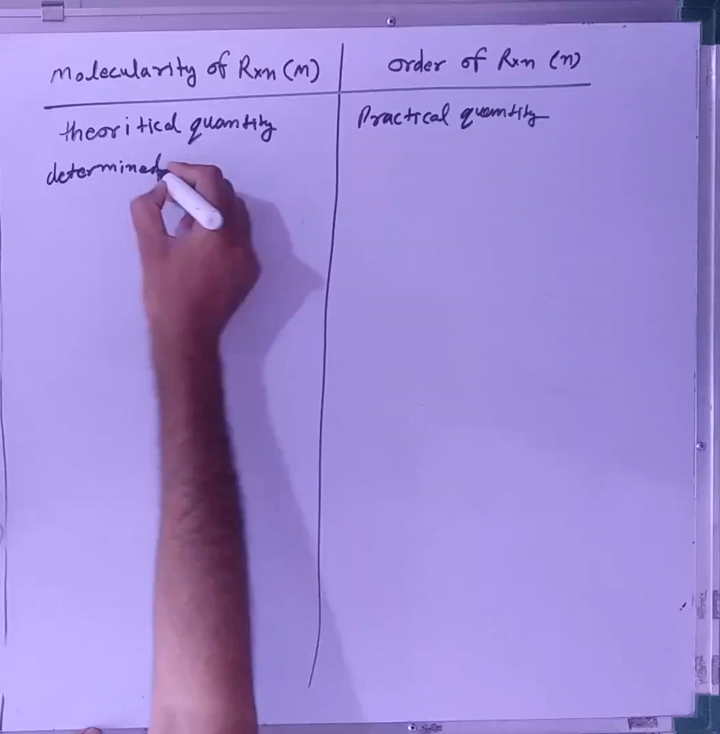 Molecularity of Rxn (M)
order of Rxn (n)
theoritical quantity
Practical quantity
determined